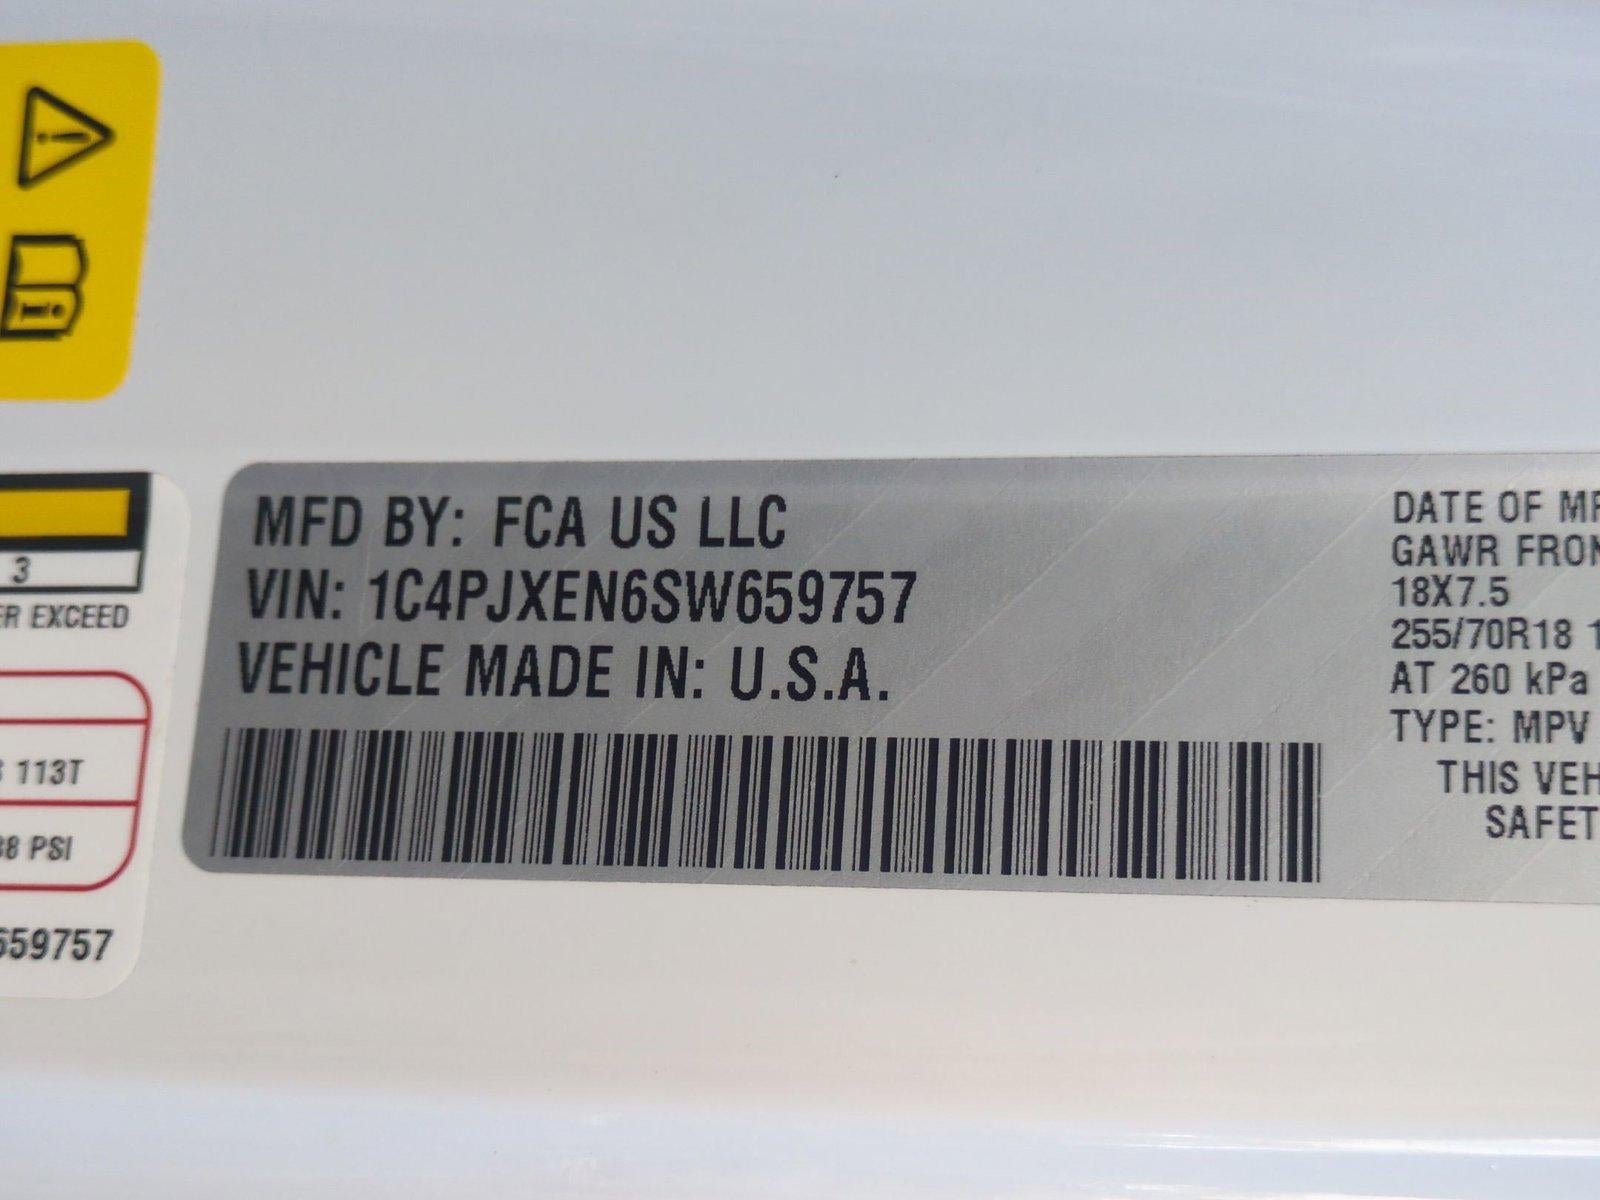 3
ER EXCEED
113T
38 PSI
659757
MFD BY: FCA US LLC
VIN: 1C4PJXEN6SW659757
VEHICLE MADE IN: U.S.A.
DATE OF MF
GAWR FRON
18X7.5
255/70R18 1
AT 260 kPa
TYPE: MPV
THIS VEH
SAFET